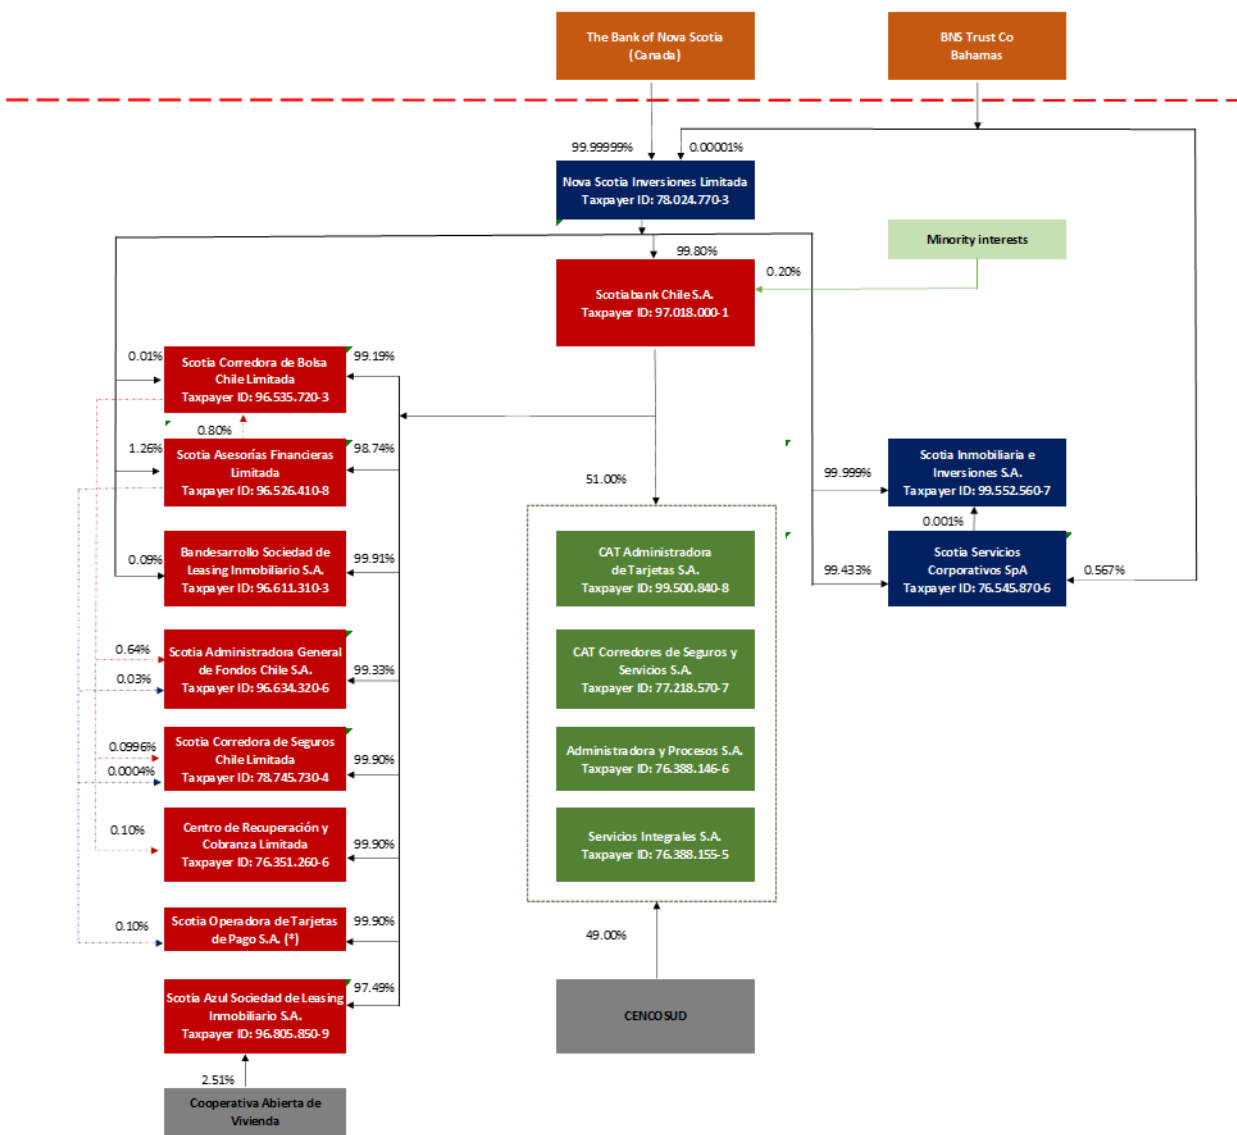 The Bank of Nova Scotia
(Canada)
BNS Trust Co
Bahamas
99.99999%
0.00001%
Nova Scotia Inversiones Limitada
Taxpayer ID: 78.024.770-3
Minority interests
99.80%
0.20%
Scotiabank Chile S.A.
Taxpayer ID: 97.018.000-1
0.01%
Scotia Corredora de Bolsa
Chile Limitada
Taxpayer ID: 96.535.720-3
99.19%
0.80%
1.26%
Scotia Asesorías Financieras
Limitada
Taxpayer ID: 96.526.410-8
98.74%
51.00%
99.999%
Scotia Inmobiliaria e
Inversiones S.A.
Taxpayer ID: 99.552.560-7
0.001%
0.09%
Bandesarrollo Sociedad de
Leasing Inmobiliario S.A.
Taxpayer ID: 96.611.310-3
99.91%
CAT Administradora
de Tarjetas S.A.
Taxpayer ID: 99.500.840-8
99.433%
Scotia Servicios
Corporativos SpA
Taxpayer ID: 76.545.870-6
0.567%
0.64%
0.03%
Scotia Administradora General
de Fondos Chile S.A.
Taxpayer ID: 96.634.320-6
99.33%
CAT Corredores de Seguros y
Servicios S.A.
Taxpayer ID: 77.218.570-7
0.0996%
0.0004%
Scotia Corredora de Seguros
Chile Limitada
Taxpayer ID: 78.745.730-4
99.90%
Administradora y Procesos S.A.
Taxpayer ID: 76.388.146-6
0.10%
Centro de Recuperación y
Cobranza Limitada
Taxpayer ID: 76.351.260-6
99.90%
Servicios Integrales S.A.
Taxpayer ID: 76.388.155-5
0.10%
Scotia Operadora de Tarjetas
de Pago S.A. (*)
99.90%
49.00%
Scotia Azul Sociedad de Leasing
Inmobiliario S.A.
Taxpayer ID: 96.805.850-9
97.49%
CENCOSUD
2.51%
Cooperativa Abierta de
Vivienda